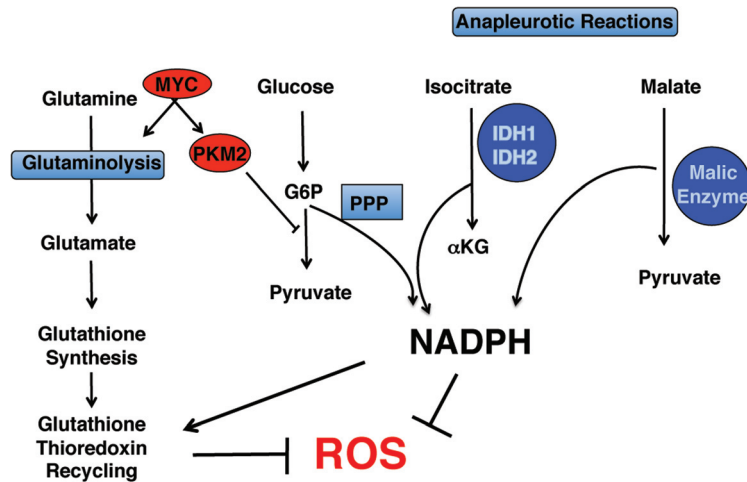 Anapleurotic Reactions
MYC
Glutamine
Glucose
Isocitrate
Malate
IDH1
IDH2
Glutaminolysis
PKM2
Malic
Enzyme
G6P
PPP
Glutamate
αKG
Pyruvate
Pyruvate
NADPH
Glutathione
Synthesis
Glutathione
Thioredoxin
Recycling
ROS